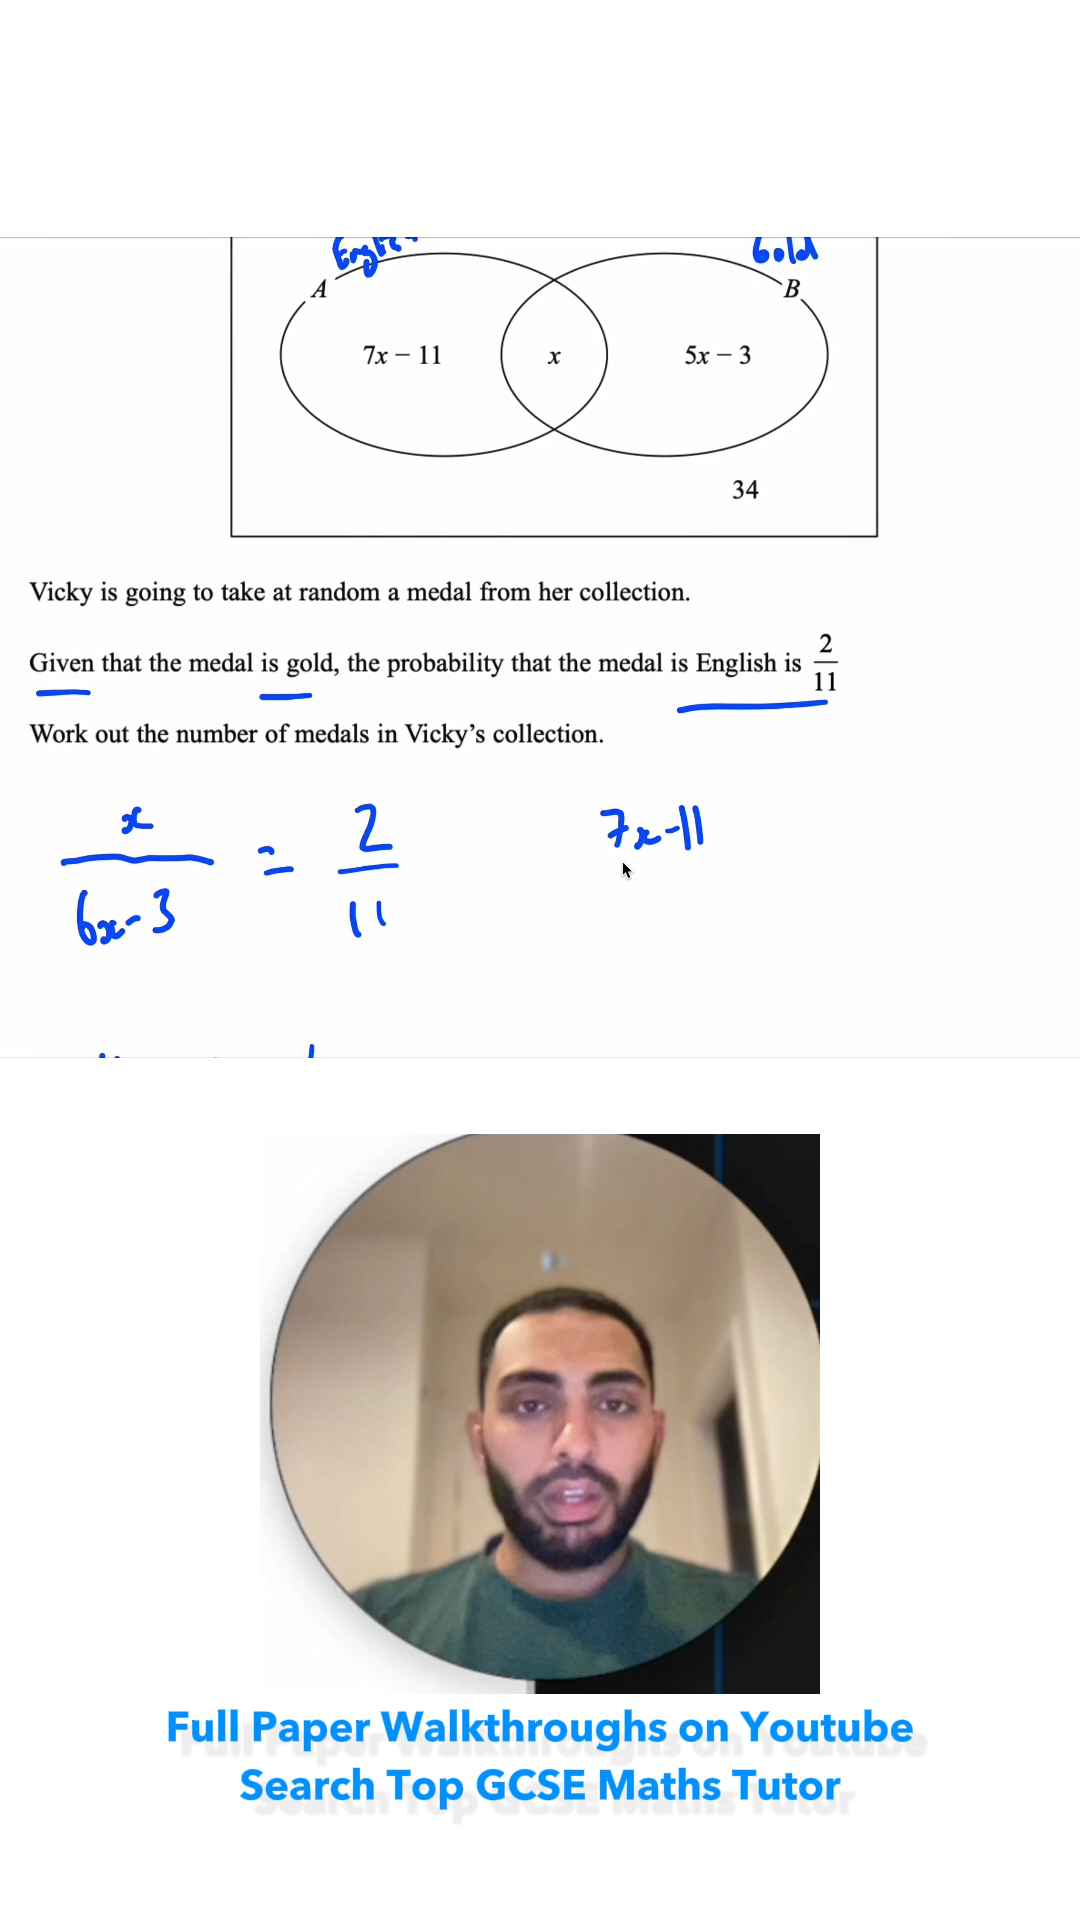 Gold
A
B
7x − 11
x
5x − 3
34
Vicky is going to take at random a medal from her collection.
Given that the medal is gold, the probability that the medal is English is 2/11
Work out the number of medals in Vicky’s collection.
x
6x-3
=
2
11
7x-11
Full Paper Walkthroughs on Youtube
Search Top GCSE Maths Tutor